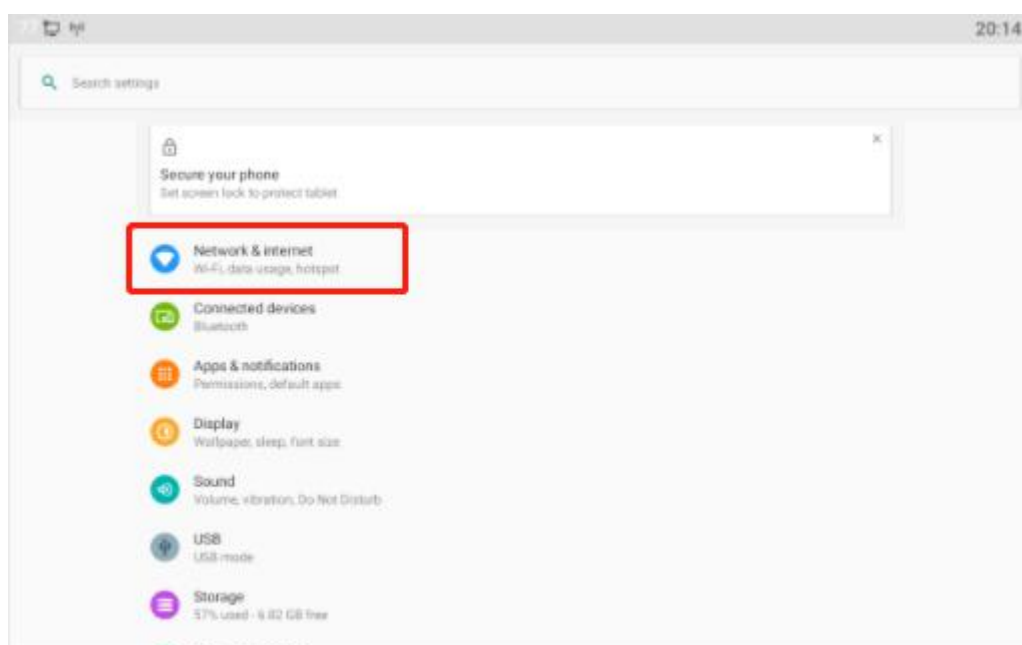 20:14
Search settings
Secure your phone
Set screen lock to protect tablet
Network & internet
Wi-Fi, data usage, hotspot
Connected devices
Bluetooth
Apps & notifications
Permissions, default apps
Display
Wallpaper, sleep, font size
Sound
Volume, vibration, Do Not Disturb
USB
USB mode
Storage
57% used - 6.82 GB free